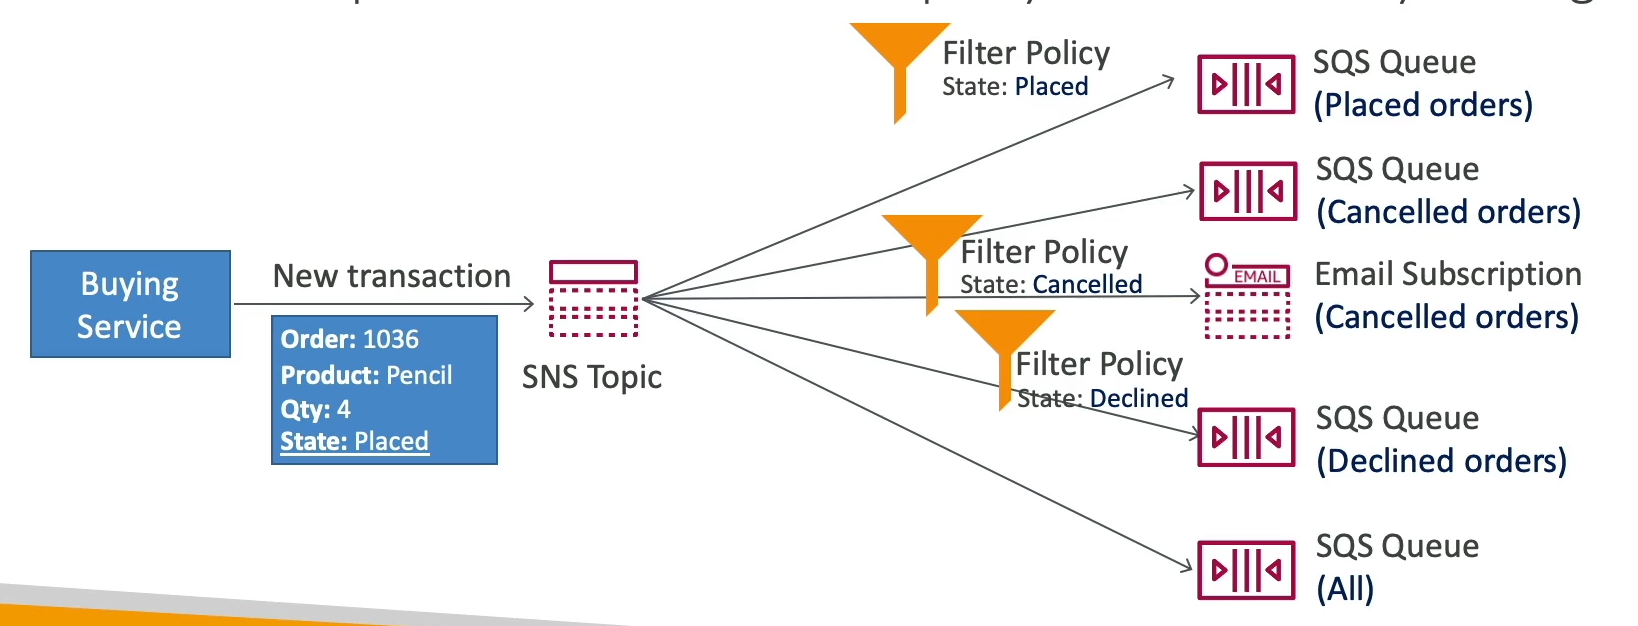 Filter Policy
State: Placed
SQS Queue
(Placed orders)
SQS Queue
(Cancelled orders)
Buying
Service
New transaction
Order: 1036
Product: Pencil
Qty: 4
State: Placed
SNS Topic
Filter Policy
State: Cancelled
EMAIL
Email Subscription
(Cancelled orders)
Filter Policy
State: Declined
SQS Queue
(Declined orders)
SQS Queue
(All)